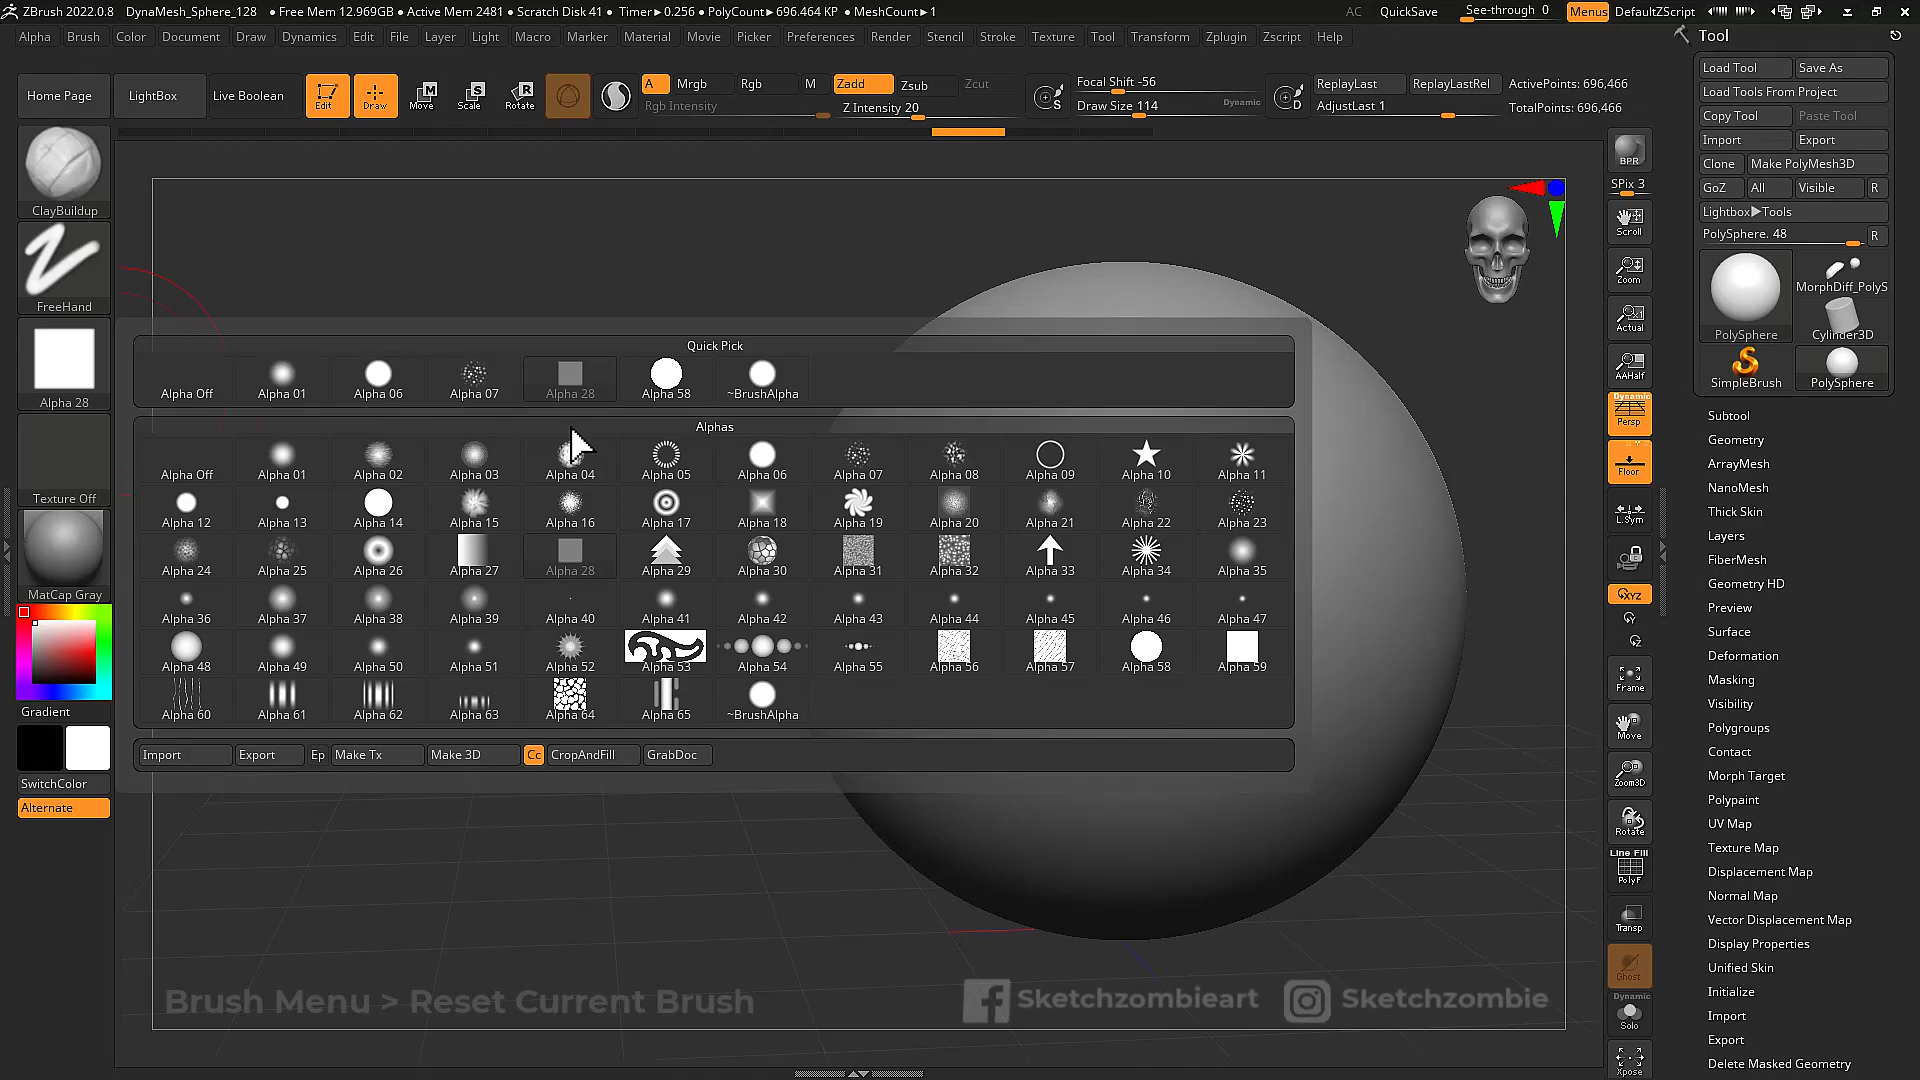 ZBrush 2022.0.8 DynaMesh_Sphere_128 • Free Mem 12.969GB • Active Mem 2481 • Scratch Disk 41 • Timer▸0.256 • PolyCount▸696.464 KP • MeshCount▸1 AC QuickSave See-through 0 Menus DefaultZScript
Alpha Brush Color Document Draw Dynamics Edit File Layer Light Macro Marker Material Movie Picker Preferences Render Stencil Stroke Texture Tool Transform Zplugin Zscript Help
Home Page LightBox Live Boolean Edit Draw Move Scale Rotate
A Mrgb Rgb M Zadd Zsub Zcut
Rgb Intensity Z Intensity 20
Focal Shift -56
Draw Size 114 Dynamic
ReplayLast ReplayLastRel ActivePoints: 696,466
AdjustLast 1 TotalPoints: 696,466
ClayBuildup
FreeHand
Alpha 28
Texture Off
MatCap Gray
Gradient
SwitchColor
Alternate
Quick Pick
Alpha Off Alpha 01 Alpha 06 Alpha 07 Alpha 28 Alpha 58 ~BrushAlpha
Alphas
Alpha Off Alpha 01 Alpha 02 Alpha 03 Alpha 04 Alpha 05 Alpha 06 Alpha 07 Alpha 08 Alpha 09 Alpha 10 Alpha 11
Alpha 12 Alpha 13 Alpha 14 Alpha 15 Alpha 16 Alpha 17 Alpha 18 Alpha 19 Alpha 20 Alpha 21 Alpha 22 Alpha 23
Alpha 24 Alpha 25 Alpha 26 Alpha 27 Alpha 28 Alpha 29 Alpha 30 Alpha 31 Alpha 32 Alpha 33 Alpha 34 Alpha 35
Alpha 36 Alpha 37 Alpha 38 Alpha 39 Alpha 40 Alpha 41 Alpha 42 Alpha 43 Alpha 44 Alpha 45 Alpha 46 Alpha 47
Alpha 48 Alpha 49 Alpha 50 Alpha 51 Alpha 52 Alpha 53 Alpha 54 Alpha 55 Alpha 56 Alpha 57 Alpha 58 Alpha 59
Alpha 60 Alpha 61 Alpha 62 Alpha 63 Alpha 64 Alpha 65 ~BrushAlpha
Import Export Ep Make Tx Make 3D Cc CropAndFill GrabDoc
Brush Menu > Reset Current Brush
Sketchzombieart Sketchzombie
BPR
SPix 3
Scroll
Zoom
Actual
AAHalf
Dynamic
Persp
Floor
L.Sym
XYZ
Frame
Move
Zoom3D
Rotate
Line Fill
PolyF
Transp
Ghost
Dynamic
Solo
Xpose
Tool
Load Tool Save As
Load Tools From Project
Copy Tool Paste Tool
Import Export
Clone Make PolyMesh3D
GoZ All Visible R
Lightbox▸Tools
PolySphere. 48 R
MorphDiff_PolyS
PolySphere Cylinder3D
SimpleBrush PolySphere
Subtool
Geometry
ArrayMesh
NanoMesh
Thick Skin
Layers
FiberMesh
Geometry HD
Preview
Surface
Deformation
Masking
Visibility
Polygroups
Contact
Morph Target
Polypaint
UV Map
Texture Map
Displacement Map
Normal Map
Vector Displacement Map
Display Properties
Unified Skin
Initialize
Import
Export
Delete Masked Geometry